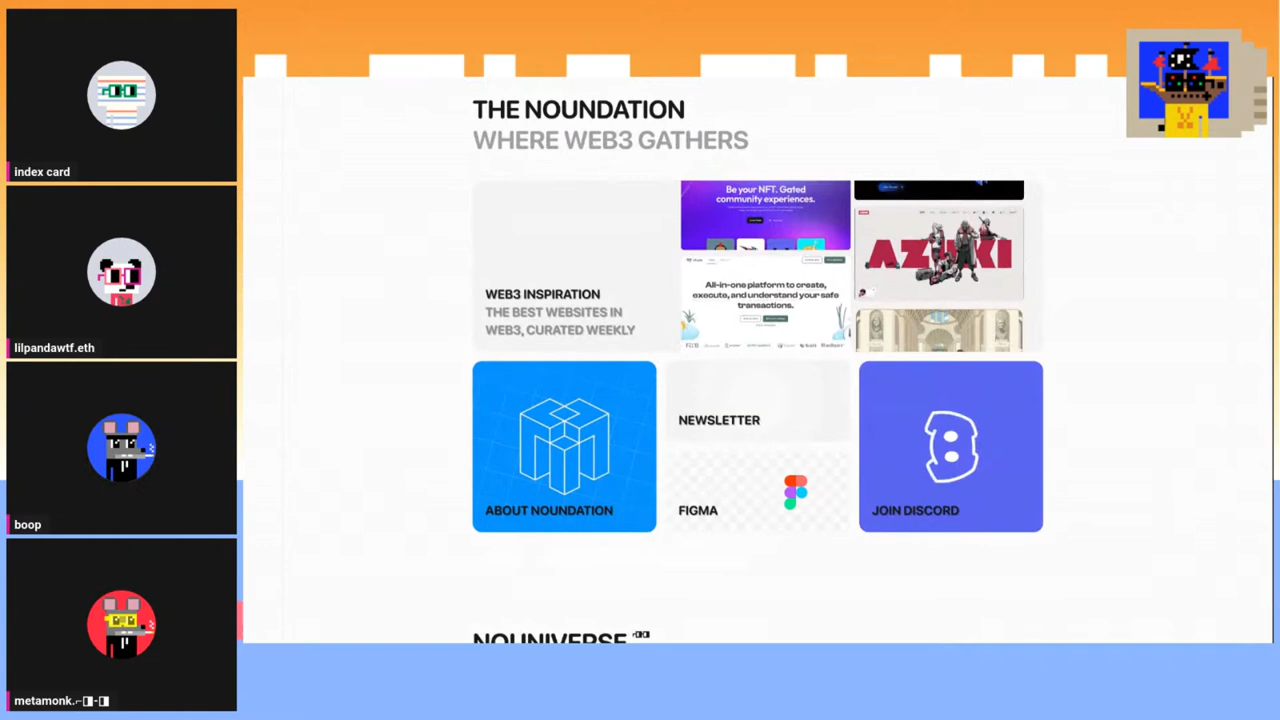 index card
lilpandawtf.eth
boop
metamonk.⌐◨-◨
THE NOUNDATION
WHERE WEB3 GATHERS
WEB3 INSPIRATION
THE BEST WEBSITES IN
WEB3, CURATED WEEKLY
Be your NFT. Gated
community experiences.
All-in-one platform to create,
execute, and understand your safe
transactions.
AZUKI
ABOUT NOUNDATION
NEWSLETTER
FIGMA
JOIN DISCORD
NOUNIVERSE ⌐◨-◨